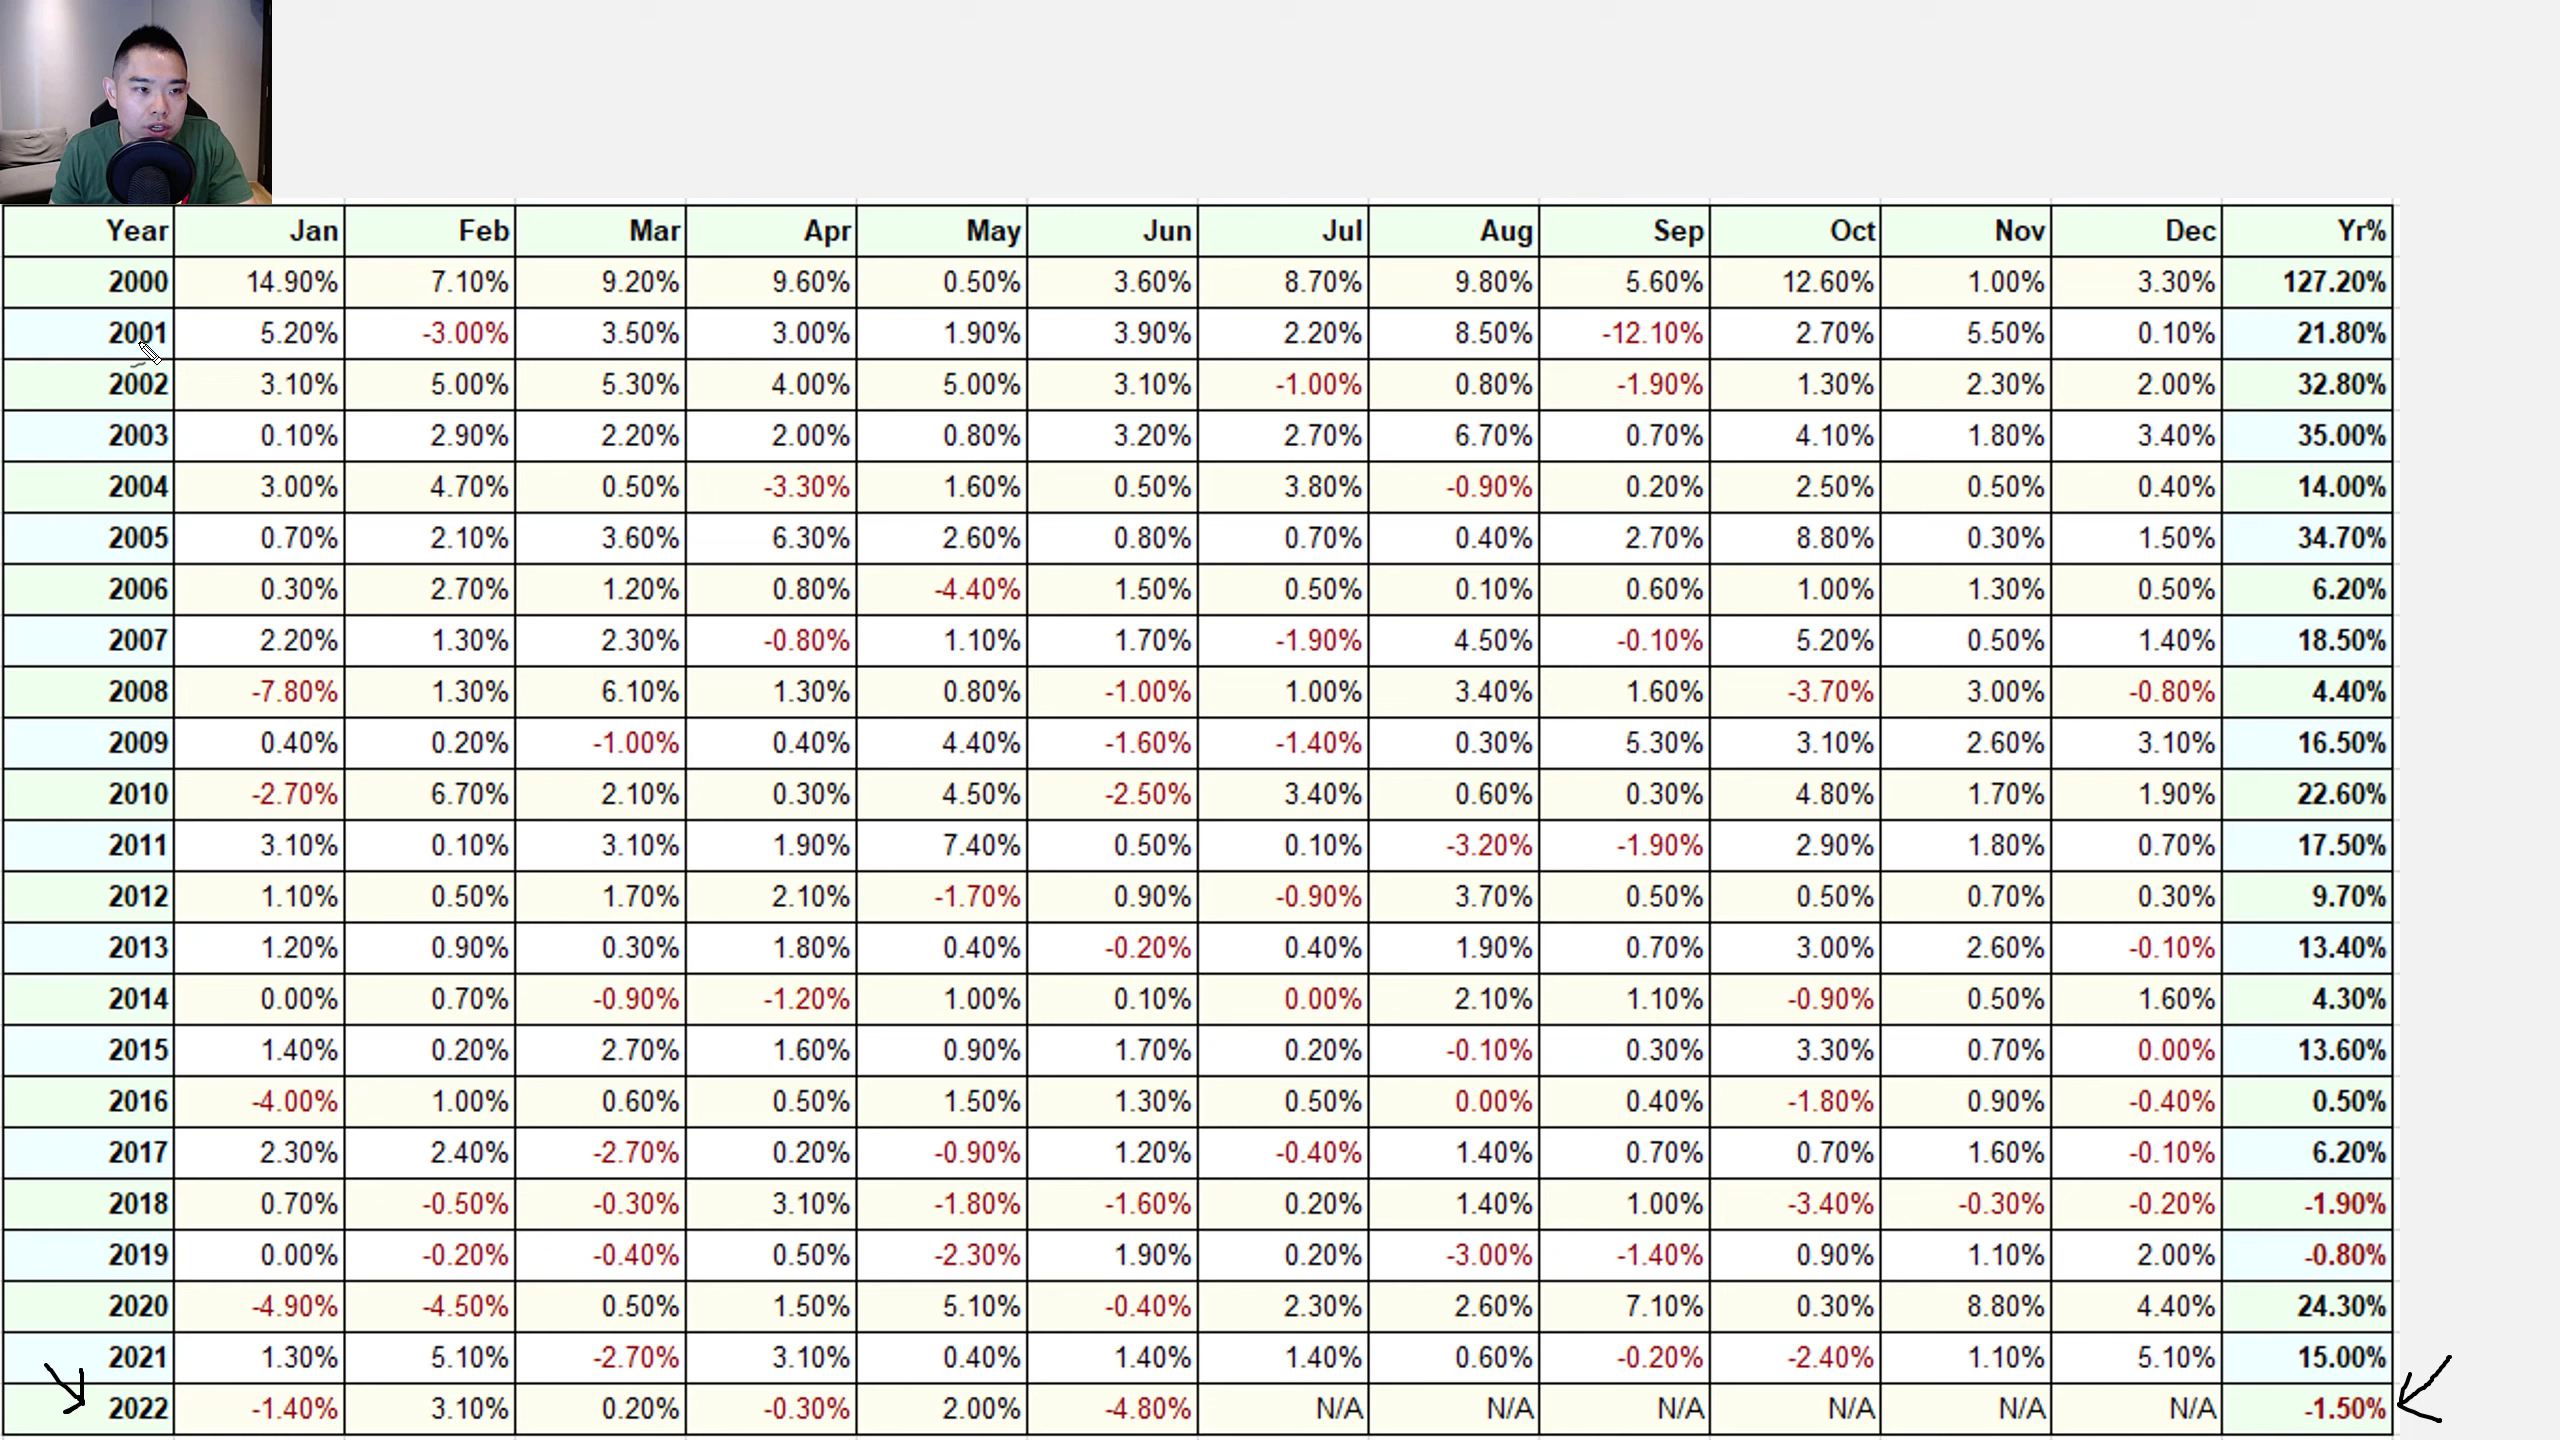 Year Jan Feb Mar Apr May Jun Jul Aug Sep Oct Nov Dec Yr%
2000 14.90% 7.10% 9.20% 9.60% 0.50% 3.60% 8.70% 9.80% 5.60% 12.60% 1.00% 3.30% 127.20%
2001 5.20% -3.00% 3.50% 3.00% 1.90% 3.90% 2.20% 8.50% -12.10% 2.70% 5.50% 0.10% 21.80%
2002 3.10% 5.00% 5.30% 4.00% 5.00% 3.10% -1.00% 0.80% -1.90% 1.30% 2.30% 2.00% 32.80%
2003 0.10% 2.90% 2.20% 2.00% 0.80% 3.20% 2.70% 6.70% 0.70% 4.10% 1.80% 3.40% 35.00%
2004 3.00% 4.70% 0.50% -3.30% 1.60% 0.50% 3.80% -0.90% 0.20% 2.50% 0.50% 0.40% 14.00%
2005 0.70% 2.10% 3.60% 6.30% 2.60% 0.80% 0.70% 0.40% 2.70% 8.80% 0.30% 1.50% 34.70%
2006 0.30% 2.70% 1.20% 0.80% -4.40% 1.50% 0.50% 0.10% 0.60% 1.00% 1.30% 0.50% 6.20%
2007 2.20% 1.30% 2.30% -0.80% 1.10% 1.70% -1.90% 4.50% -0.10% 5.20% 0.50% 1.40% 18.50%
2008 -7.80% 1.30% 6.10% 1.30% 0.80% -1.00% 1.00% 3.40% 1.60% -3.70% 3.00% -0.80% 4.40%
2009 0.40% 0.20% -1.00% 0.40% 4.40% -1.60% -1.40% 0.30% 5.30% 3.10% 2.60% 3.10% 16.50%
2010 -2.70% 6.70% 2.10% 0.30% 4.50% -2.50% 3.40% 0.60% 0.30% 4.80% 1.70% 1.90% 22.60%
2011 3.10% 0.10% 3.10% 1.90% 7.40% 0.50% 0.10% -3.20% -1.90% 2.90% 1.80% 0.70% 17.50%
2012 1.10% 0.50% 1.70% 2.10% -1.70% 0.90% -0.90% 3.70% 0.50% 0.50% 0.70% 0.30% 9.70%
2013 1.20% 0.90% 0.30% 1.80% 0.40% -0.20% 0.40% 1.90% 0.70% 3.00% 2.60% -0.10% 13.40%
2014 0.00% 0.70% -0.90% -1.20% 1.00% 0.10% 0.00% 2.10% 1.10% -0.90% 0.50% 1.60% 4.30%
2015 1.40% 0.20% 2.70% 1.60% 0.90% 1.70% 0.20% -0.10% 0.30% 3.30% 0.70% 0.00% 13.60%
2016 -4.00% 1.00% 0.60% 0.50% 1.50% 1.30% 0.50% 0.00% 0.40% -1.80% 0.90% -0.40% 0.50%
2017 2.30% 2.40% -2.70% 0.20% -0.90% 1.20% -0.40% 1.40% 0.70% 0.70% 1.60% -0.10% 6.20%
2018 0.70% -0.50% -0.30% 3.10% -1.80% -1.60% 0.20% 1.40% 1.00% -3.40% -0.30% -0.20% -1.90%
2019 0.00% -0.20% -0.40% 0.50% -2.30% 1.90% 0.20% -3.00% -1.40% 0.90% 1.10% 2.00% -0.80%
2020 -4.90% -4.50% 0.50% 1.50% 5.10% -0.40% 2.30% 2.60% 7.10% 0.30% 8.80% 4.40% 24.30%
2021 1.30% 5.10% -2.70% 3.10% 0.40% 1.40% 1.40% 0.60% -0.20% -2.40% 1.10% 5.10% 15.00%
2022 -1.40% 3.10% 0.20% -0.30% 2.00% -4.80% N/A N/A N/A N/A N/A N/A -1.50%